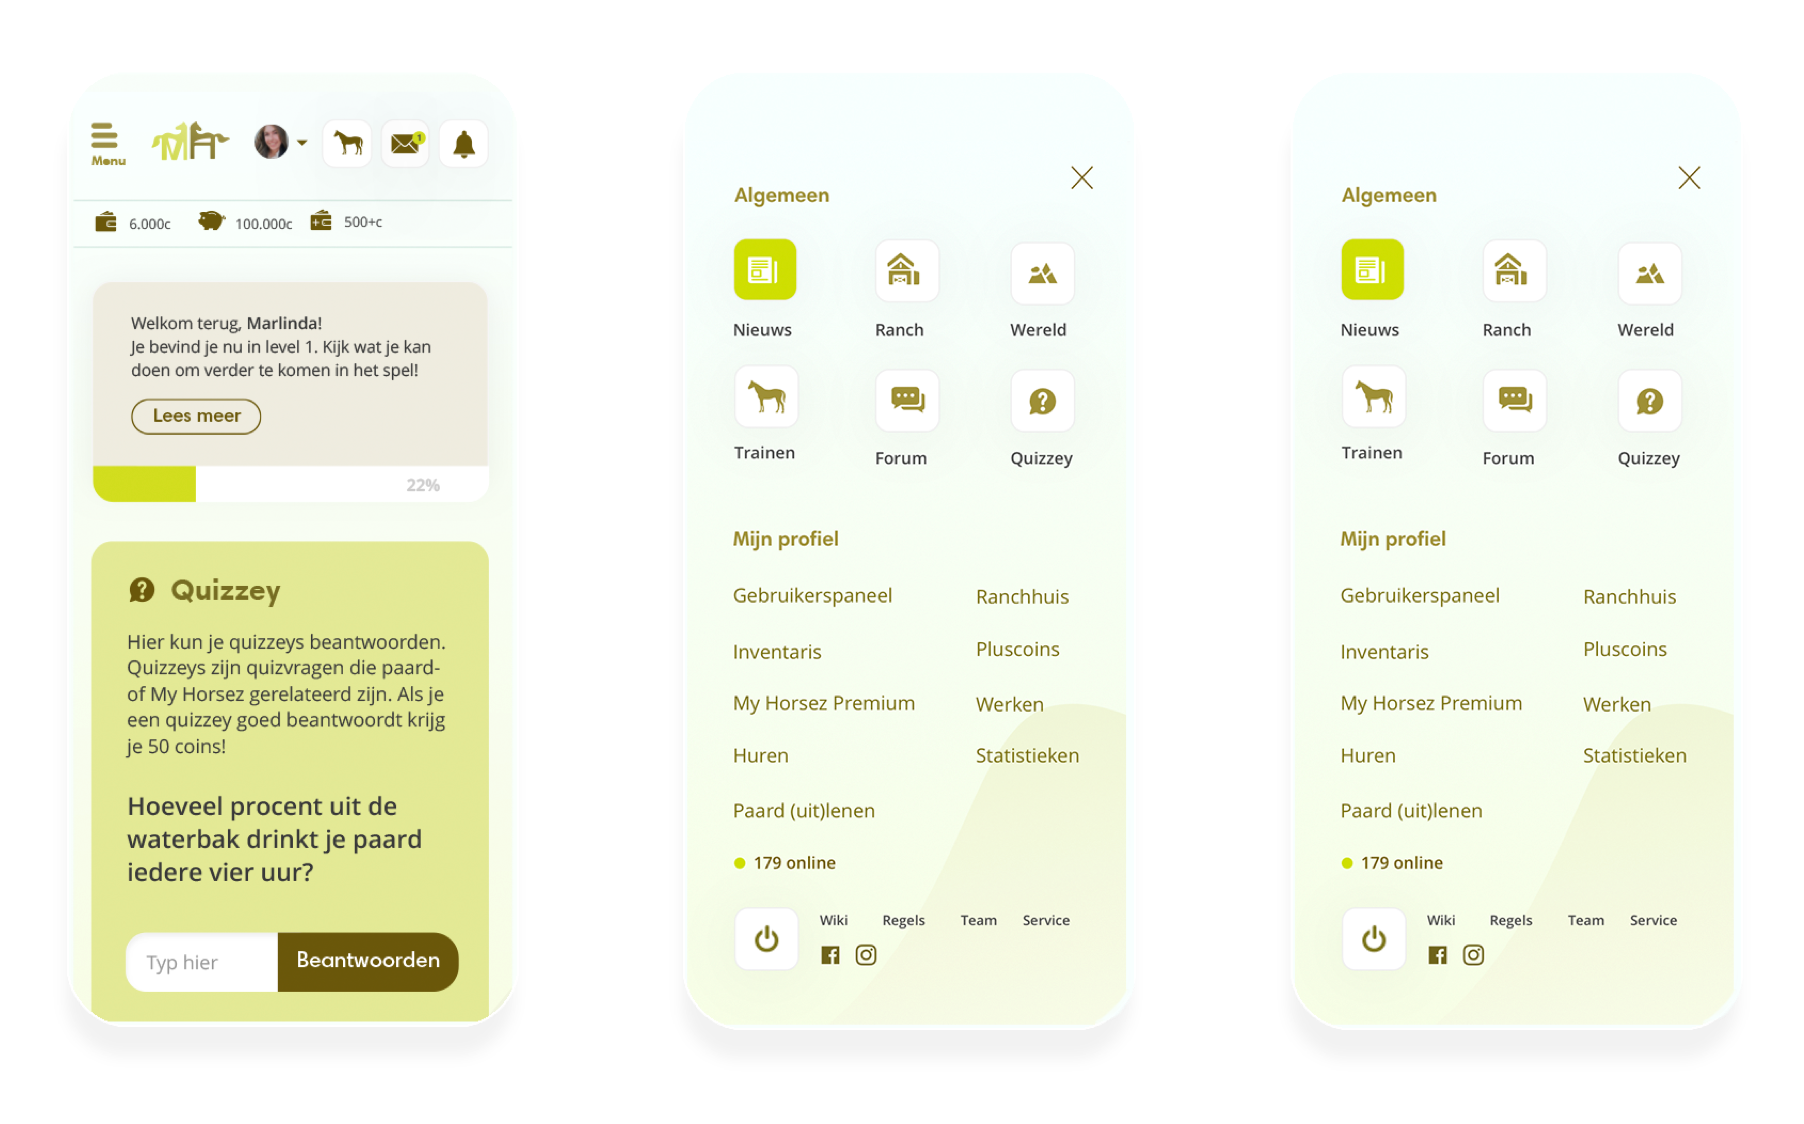 Menu
MH
1
6.000c
100.000c
500+c
Welkom terug, Marlinda!
Je bevind je nu in level 1. Kijk wat je kan
doen om verder te komen in het spel!
Lees meer
22%
Quizzey
Hier kun je quizzeys beantwoorden.
Quizzeys zijn quizvragen die paard-
of My Horsez gerelateerd zijn. Als je
een quizzey goed beantwoordt krijg
je 50 coins!
Hoeveel procent uit de
waterbak drinkt je paard
iedere vier uur?
Typ hier
Beantwoorden
Algemeen
Nieuws
Ranch
Wereld
Trainen
Forum
Quizzey
Mijn profiel
Gebruikerspaneel
Ranchhuis
Inventaris
Pluscoins
My Horsez Premium
Werken
Huren
Statistieken
Paard (uit)lenen
179 online
Wiki
Regels
Team
Service
Algemeen
Nieuws
Ranch
Wereld
Trainen
Forum
Quizzey
Mijn profiel
Gebruikerspaneel
Ranchhuis
Inventaris
Pluscoins
My Horsez Premium
Werken
Huren
Statistieken
Paard (uit)lenen
179 online
Wiki
Regels
Team
Service